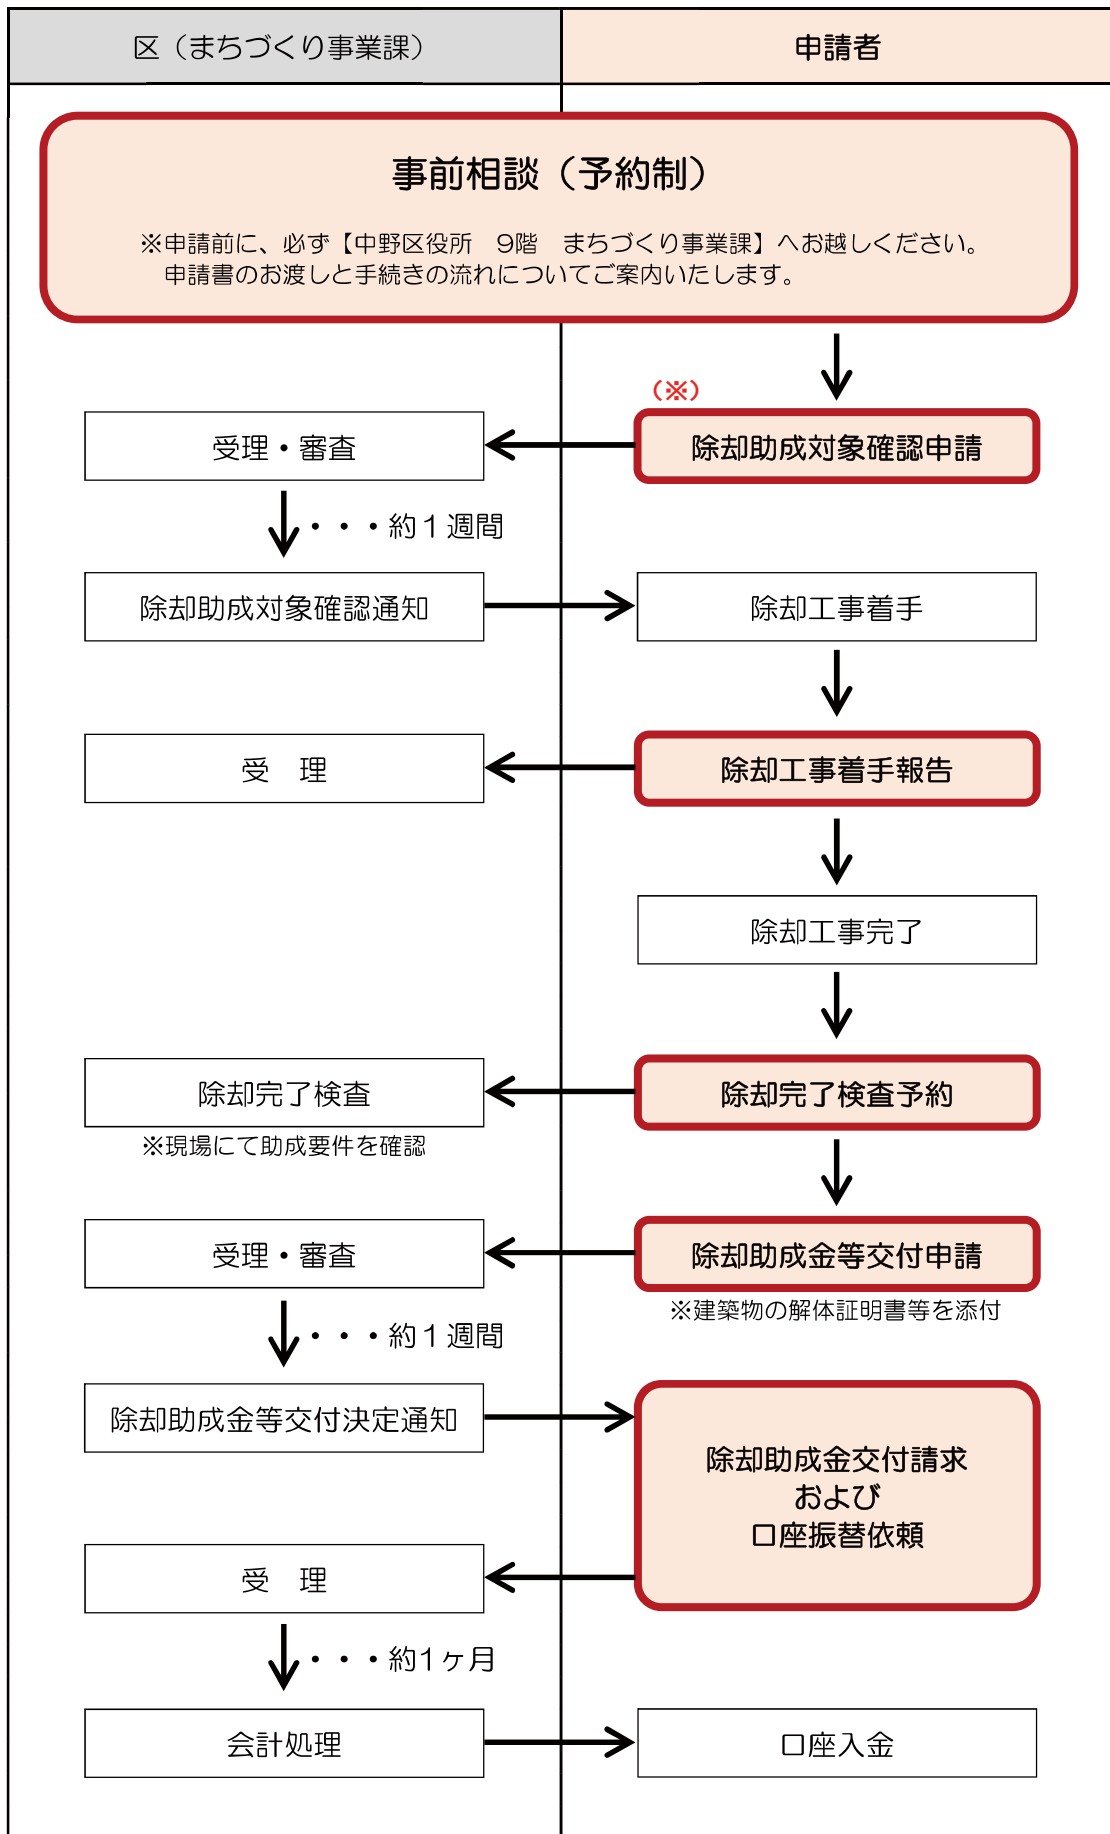 区（まちづくり事業課）
申請者
事前相談（予約制）
※申請前に、必ず【中野区役所　9階　まちづくり事業課】へお越しください。
申請書のお渡しと手続きの流れについてご案内いたします。
（※）
受理・審査
除却助成対象確認申請
・・・約１週間
除却助成対象確認通知
除却工事着手
受　理
除却工事着手報告
除却工事完了
除却完了検査
除却完了検査予約
※現場にて助成要件を確認
受理・審査
除却助成金等交付申請
※建築物の解体証明書等を添付
・・・約１週間
除却助成金等交付決定通知
除却助成金交付請求
および
口座振替依頼
受　理
・・・約1ヶ月
会計処理
口座入金